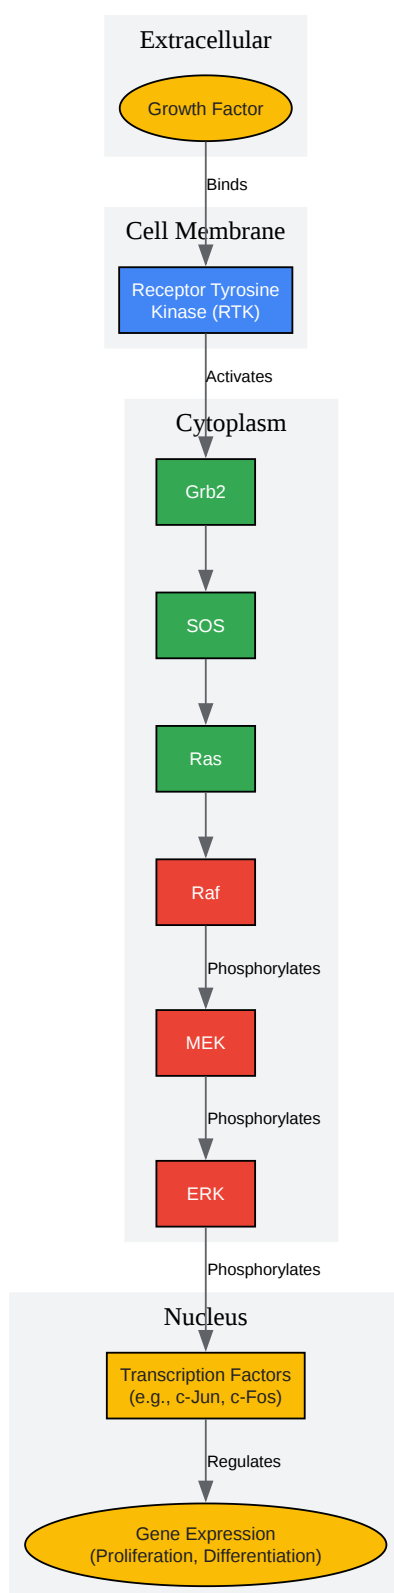 Extracellular
Growth Factor
Binds
Cell Membrane
Receptor Tyrosine
Kinase (RTK)
Activates
Cytoplasm
Grb2
SOS
Ras
Raf
Phosphorylates
MEK
Phosphorylates
ERK
Phosphorylates
Nucleus
Transcription Factors
(e.g., c-Jun, c-Fos)
Regulates
Gene Expression
(Proliferation, Differentiation)